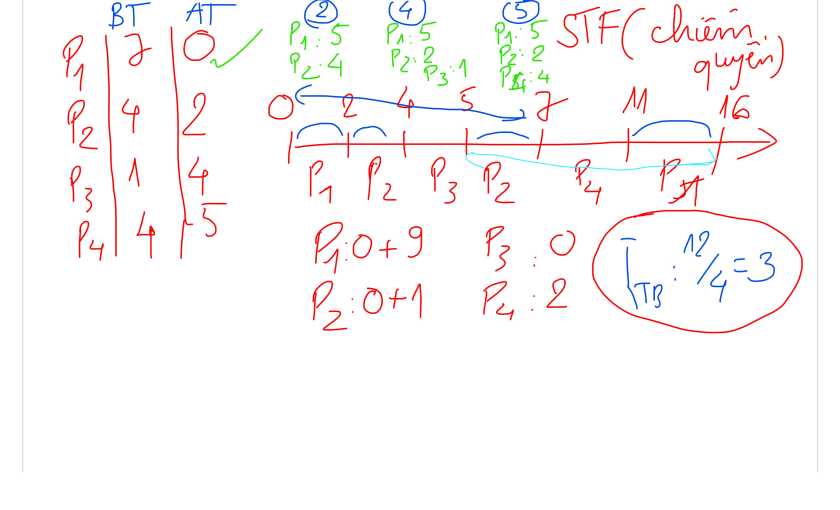 BT AT
P1 7 0
P2 4 2
P3 1 4
P4 4 5
2 4 5
P1: 5 P1: 5 P1: 5
P2: 4 P2: 2 P2: 2
P3: 1 P4: 4
STF (chiếm quyền)
0 2 4 5 7 11 16
P1 P2 P3 P2 P4 P1
P1: 0+9 P3: 0
P2: 0+1 P4: 2
TTB: 12/4 = 3